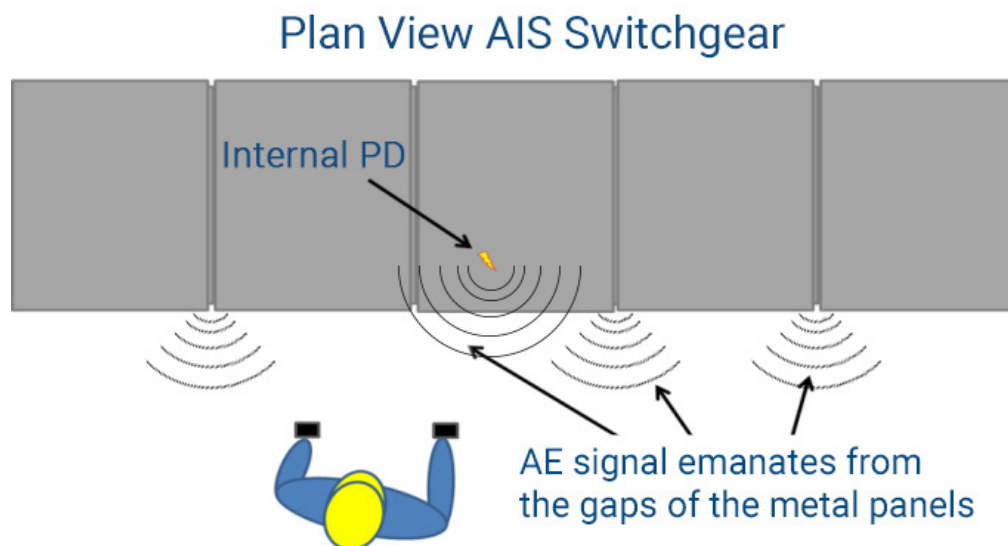 Plan View AIS Switchgear
Internal PD
AE signal emanates from
the gaps of the metal panels